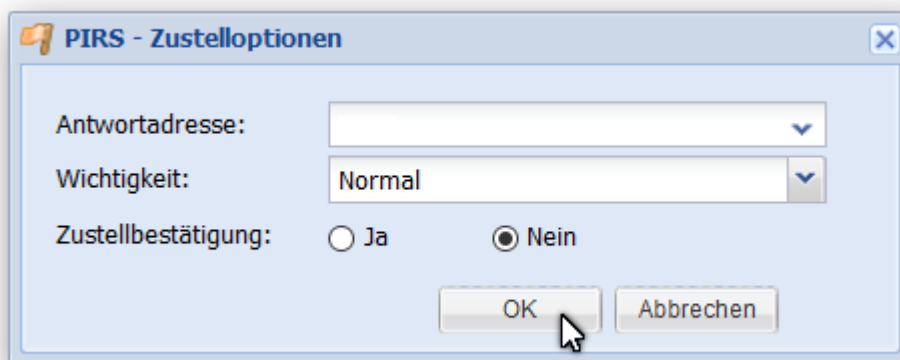 PIRS - Zustelloptionen
Antwortadresse:
Wichtigkeit: Normal
Zustellbestätigung: Ja Nein
OK Abbrechen